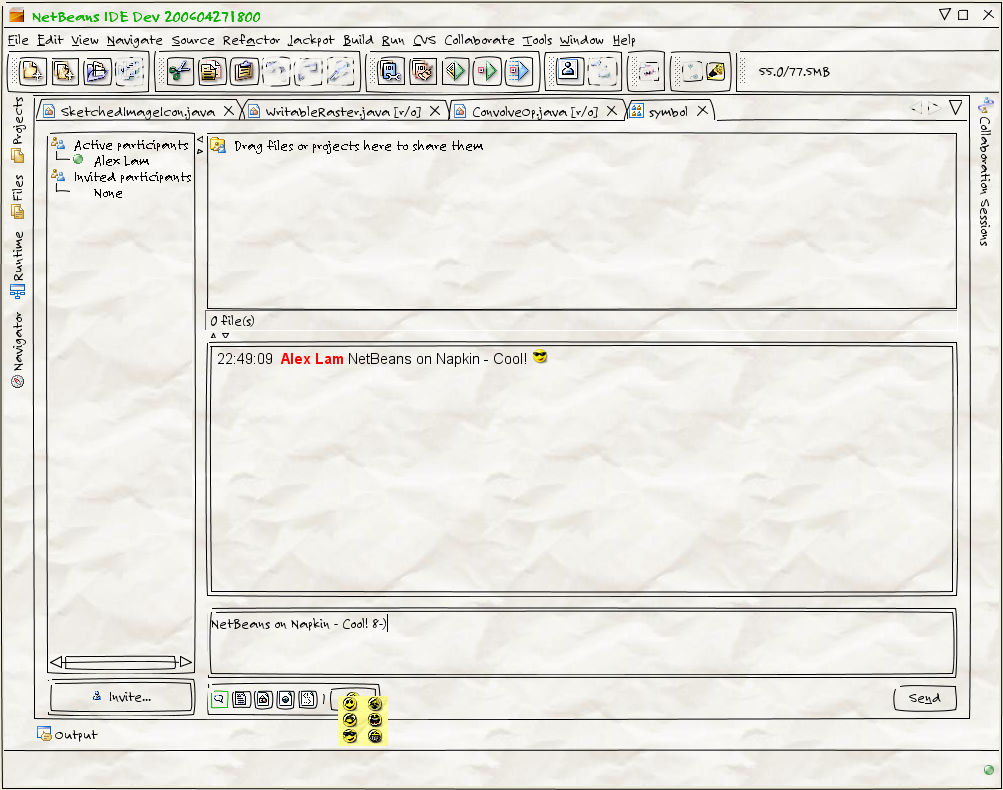 NetBeans IDE Dev 200604271800
File Edit View Navigate Source Refactor Jackpot Build Run CVS Collaborate Tools Window Help
55.0/77.5MB
SketchedImageIcon.java WritableRaster.java [r/o] ConvolveOp.java [r/o] symbol
Projects
Files
Runtime
Navigator
Active participants
Alex Lam
Invited participants
None
Drag files or projects here to share them
0 file(s)
22:49:09 Alex Lam NetBeans on Napkin - Cool!
NetBeans on Napkin - Cool! 8-)
Invite...
Send
Output
Collaboration Sessions